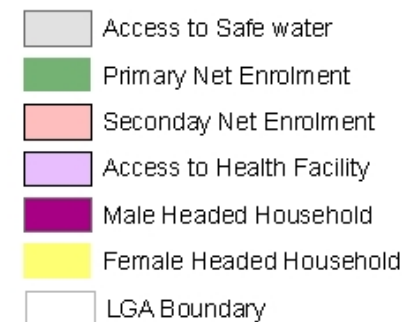 Access to Safe water
Primary Net Enrolment
Seconday Net Enrolment
Access to Health Facility
Male Headed Household
Female Headed Household
LGA Boundary